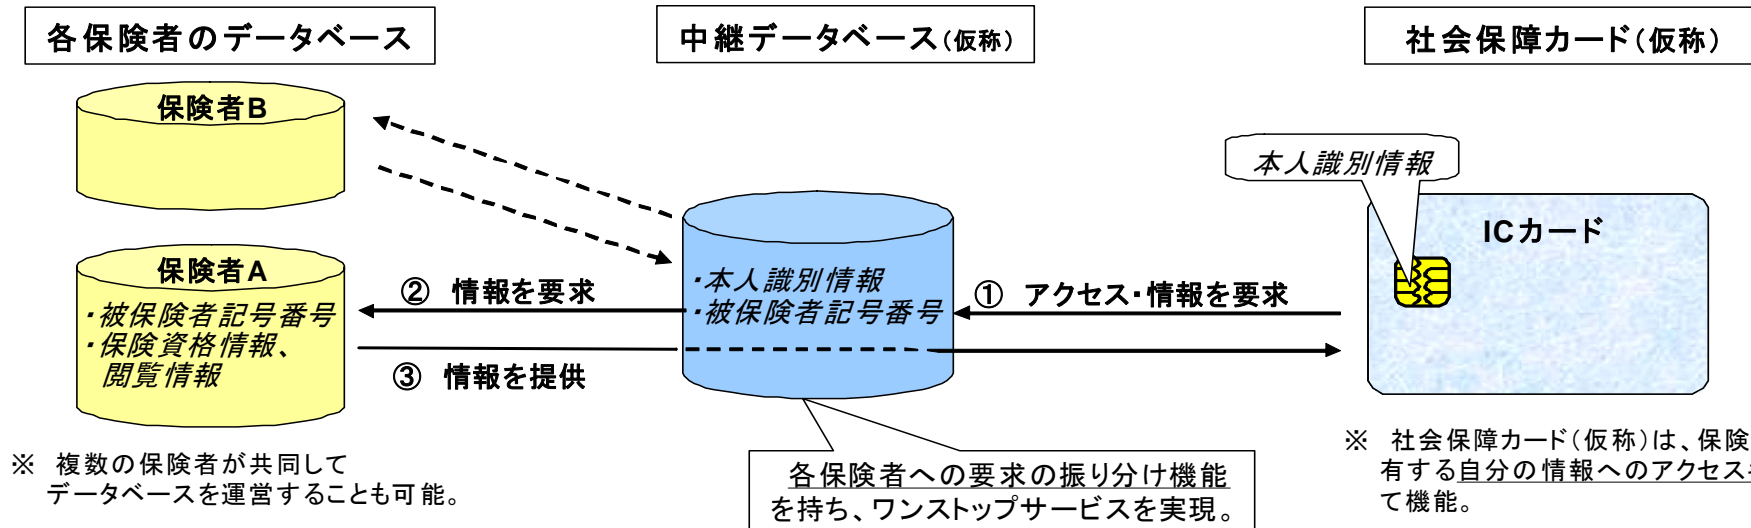 各保険者のデータベース
中継データベース(仮称)
社会保障カード(仮称)
保険者B
本人識別情報
ICカード
保険者A
・被保険者記号番号
・保険資格情報、
閲覧情報
② 情報を要求
③ 情報を提供
・本人識別情報
・被保険者記号番号
① アクセス・情報を要求
※ 複数の保険者が共同して
データベースを運営することも可能。
各保険者への要求の振り分け機能
を持ち、ワンストップサービスを実現。
※ 社会保障カード(仮称)は、保険
有する自分の情報へのアクセス
て機能。